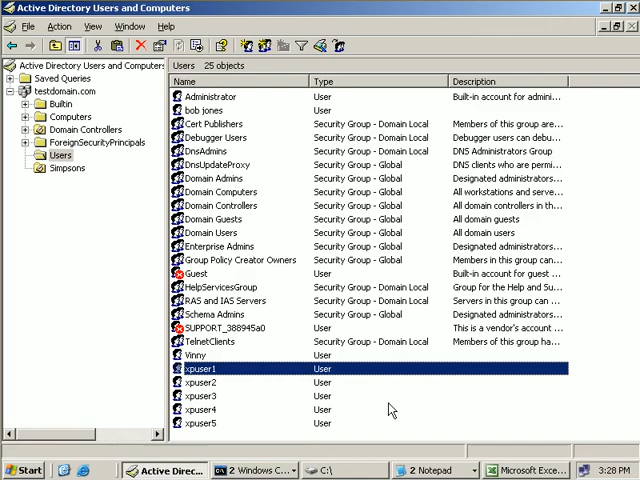 Active Directory Users and Computers
File Action View Window Help
Active Directory Users and Computers
Saved Queries
testdomain.com
Builtin
Computers
Domain Controllers
ForeignSecurityPrincipals
Users
Simpsons
Users 25 objects
Name Type Description
Administrator User Built-in account for admini...
bob jones User
Cert Publishers Security Group - Domain Local Members of this group are...
Debugger Users Security Group - Domain Local Debugger users can debu...
DnsAdmins Security Group - Domain Local DNS Administrators Group
DnsUpdateProxy Security Group - Global DNS clients who are permi...
Domain Admins Security Group - Global Designated administrators...
Domain Computers Security Group - Global All workstations and serve...
Domain Controllers Security Group - Global All domain controllers in th...
Domain Guests Security Group - Global All domain guests
Domain Users Security Group - Global All domain users
Enterprise Admins Security Group - Global Designated administrators...
Group Policy Creator Owners Security Group - Global Members in this group can...
Guest User Built-in account for guest ...
HelpServicesGroup Security Group - Domain Local Group for the Help and Su...
RAS and IAS Servers Security Group - Domain Local Servers in this group can ...
Schema Admins Security Group - Global Designated administrators...
SUPPORT_388945a0 User This is a vendor's account ...
TelnetClients Security Group - Domain Local Members of this group ha...
Vinny User
xpuser1 User
xpuser2 User
xpuser3 User
xpuser4 User
xpuser5 User
Start Active Direc... 2 Windows C... C:\ 2 Notepad Microsoft Exce... 3:28 PM